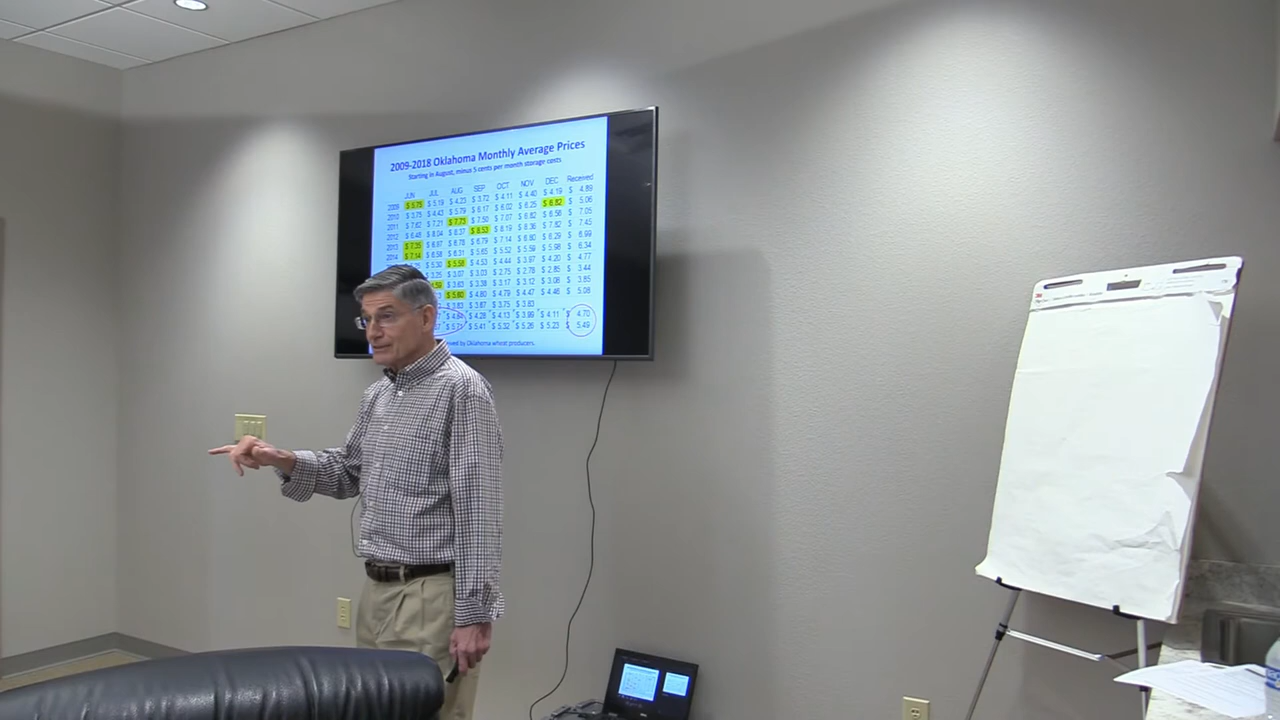 2009-2018 Oklahoma Monthly Average Prices
Starting in August, minus 5 cents per month storage costs
JUN JUL AUG SEP OCT NOV DEC Received
2009 $ 5.75 $ 5.19 $ 4.23 $ 3.72 $ 4.11 $ 4.40 $ 4.19 $ 4.89
2010 $ 3.75 $ 4.43 $ 5.79 $ 6.17 $ 6.02 $ 6.25 $ 6.82 $ 5.06
2011 $ 7.62 $ 7.21 $ 7.73 $ 7.50 $ 7.07 $ 6.82 $ 6.58 $ 7.05
2012 $ 6.48 $ 8.04 $ 8.37 $ 8.53 $ 8.19 $ 8.36 $ 7.82 $ 7.45
2013 $ 7.35 $ 6.97 $ 6.78 $ 6.79 $ 7.14 $ 6.80 $ 6.29 $ 6.99
2014 $ 7.14 $ 6.58 $ 6.31 $ 5.65 $ 5.52 $ 5.59 $ 5.98 $ 6.34
$ 5.30 $ 5.58 $ 4.53 $ 4.44 $ 3.97 $ 4.20 $ 4.77
3.35 $ 3.07 $ 3.03 $ 2.75 $ 2.78 $ 2.85 $ 3.44
$ 3.63 $ 3.38 $ 3.17 $ 3.12 $ 3.06 $ 3.85
$ 5.60 $ 4.80 $ 4.79 $ 4.47 $ 4.46 $ 5.08
$ 3.83 $ 3.87 $ 3.75 $ 3.83
$ 4.28 $ 4.13 $ 3.99 $ 4.11 $ 4.70
$ 5.41 $ 5.32 $ 5.26 $ 5.23 $ 5.49
by Oklahoma wheat producers.
3M